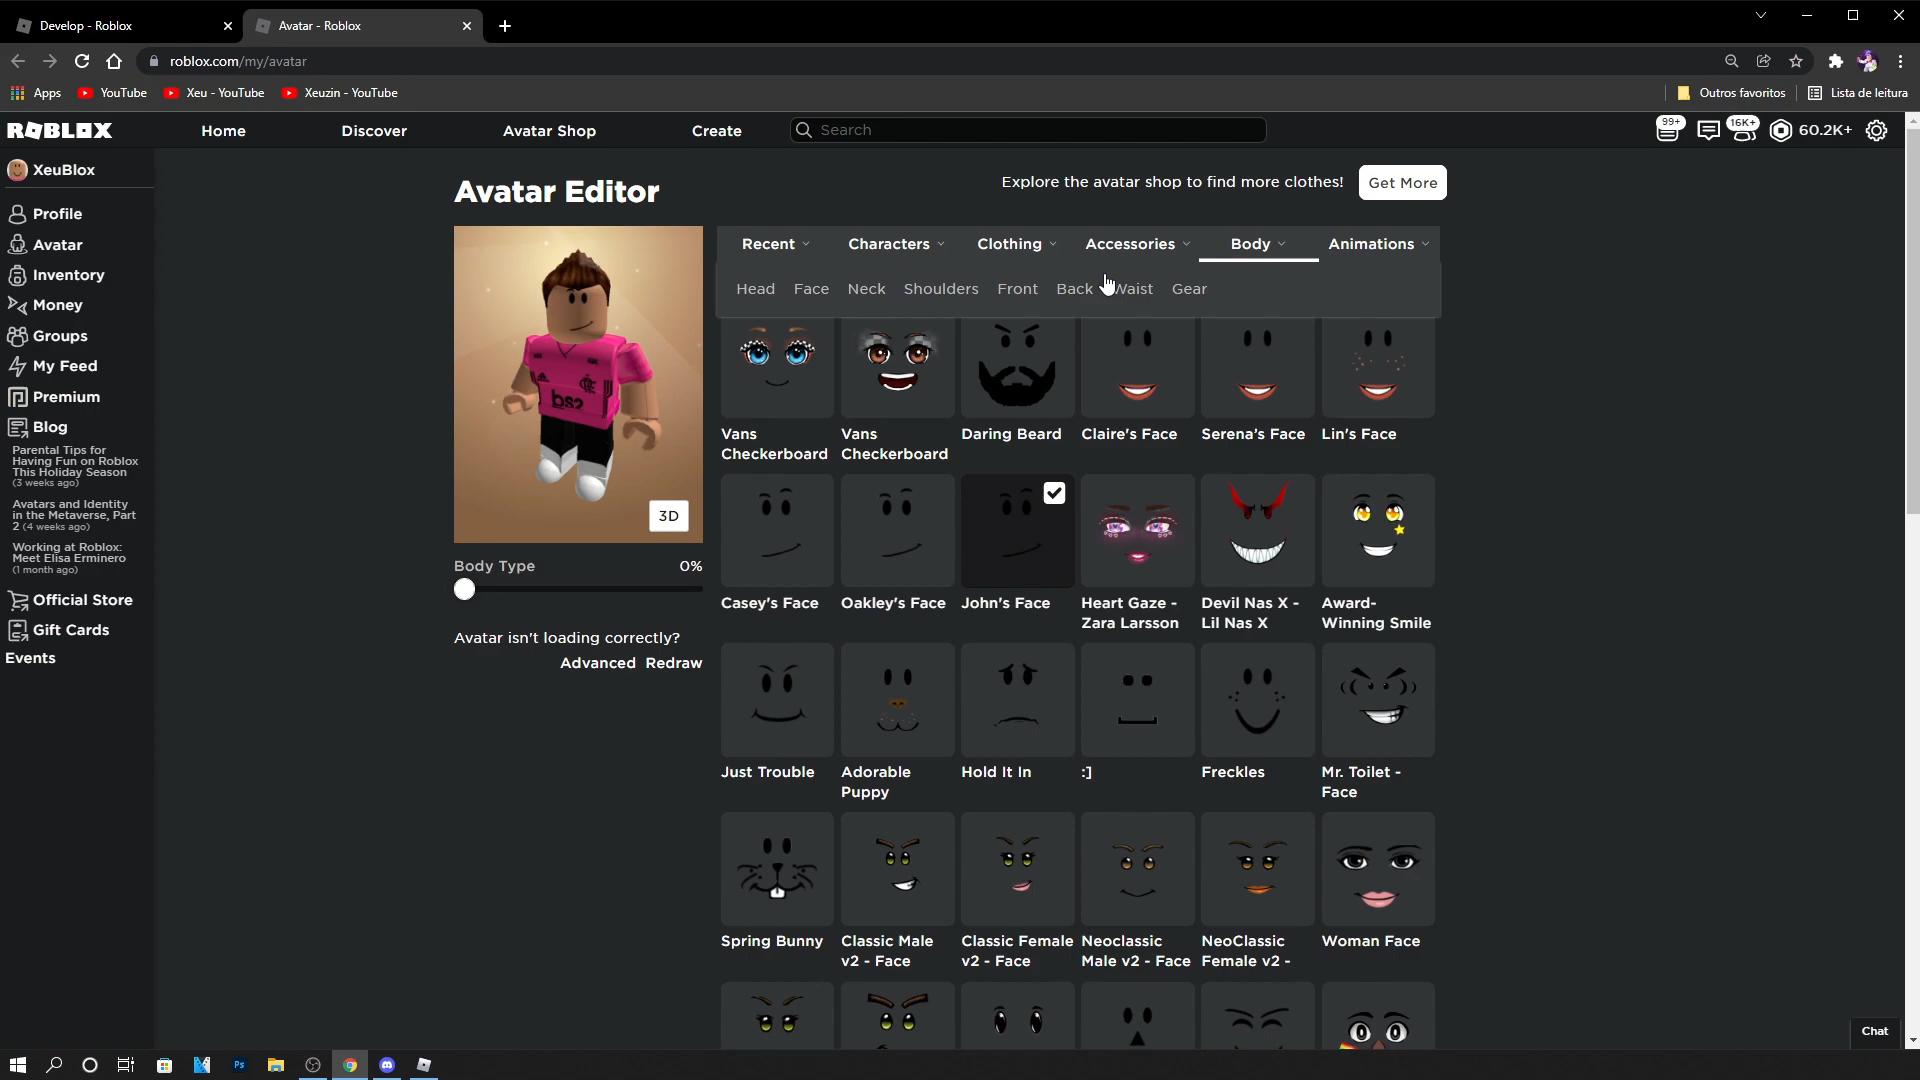 Develop - Roblox
Avatar - Roblox
roblox.com/my/avatar
Apps
YouTube
Xeu - YouTube
Xeuzin - YouTube
Outros favoritos
Lista de leitura
ROBLOX
Home
Discover
Avatar Shop
Create
Search
99+
16K+
60.2K+
XeuBlox
Profile
Avatar
Inventory
Money
Groups
My Feed
Premium
Blog
Parental Tips for
Having Fun on Roblox
This Holiday Season
(3 weeks ago)
Avatars and Identity
in the Metaverse, Part
2 (4 weeks ago)
Working at Roblox:
Meet Elisa Erminero
(1 month ago)
Official Store
Gift Cards
Events
Avatar Editor
Explore the avatar shop to find more clothes!
Get More
bs2
3D
Body Type
0%
Avatar isn't loading correctly?
Advanced Redraw
Recent
Characters
Clothing
Accessories
Body
Animations
Head Face Neck Shoulders Front Back Waist Gear
Vans
Checkerboard
Vans
Checkerboard
Daring Beard
Claire's Face
Serena's Face
Lin's Face
Casey's Face
Oakley's Face
John's Face
Heart Gaze -
Zara Larsson
Devil Nas X -
Lil Nas X
Award-
Winning Smile
Just Trouble
Adorable
Puppy
Hold It In
:]
Freckles
Mr. Toilet -
Face
Spring Bunny
Classic Male
v2 - Face
Classic Female
v2 - Face
Neoclassic
Male v2 - Face
NeoClassic
Female v2 -
Woman Face
Chat
Ps